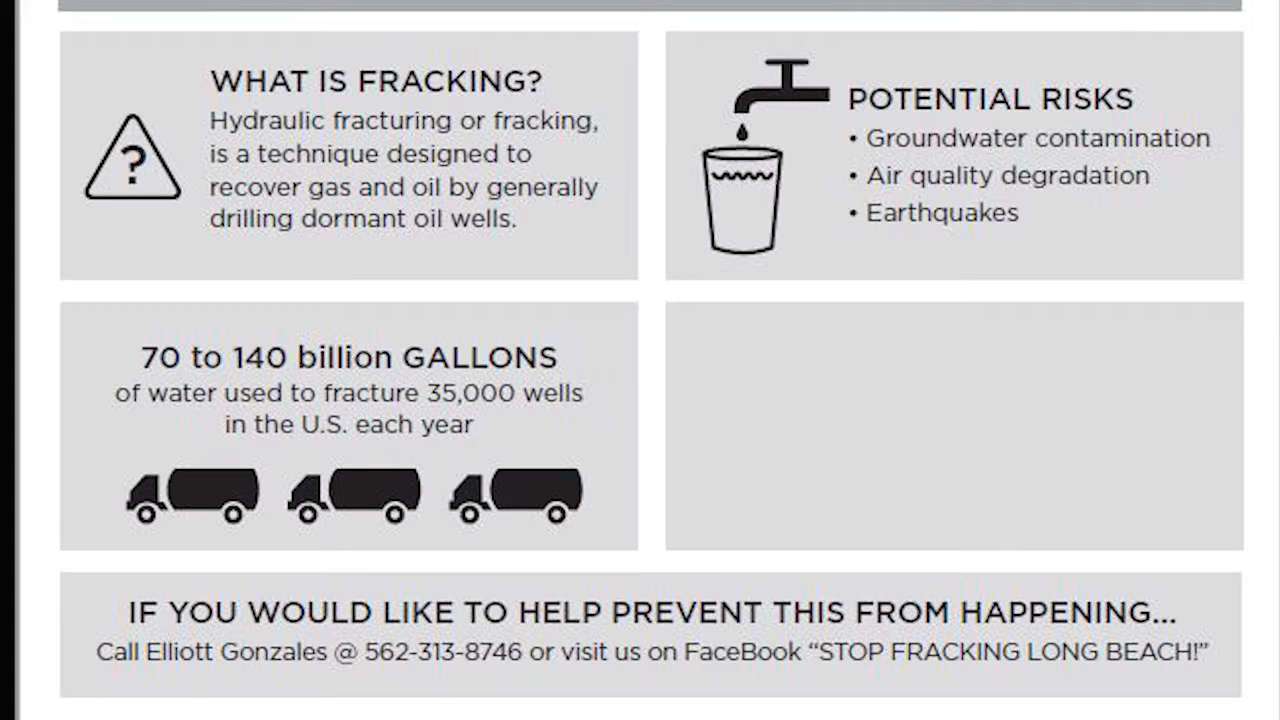 WHAT IS FRACKING?
Hydraulic fracturing or fracking,
is a technique designed to
recover gas and oil by generally
drilling dormant oil wells.
?
POTENTIAL RISKS
• Groundwater contamination
• Air quality degradation
• Earthquakes
70 to 140 billion GALLONS
of water used to fracture 35,000 wells
in the U.S. each year
IF YOU WOULD LIKE TO HELP PREVENT THIS FROM HAPPENING...
Call Elliott Gonzales @ 562-313-8746 or visit us on FaceBook “STOP FRACKING LONG BEACH!”